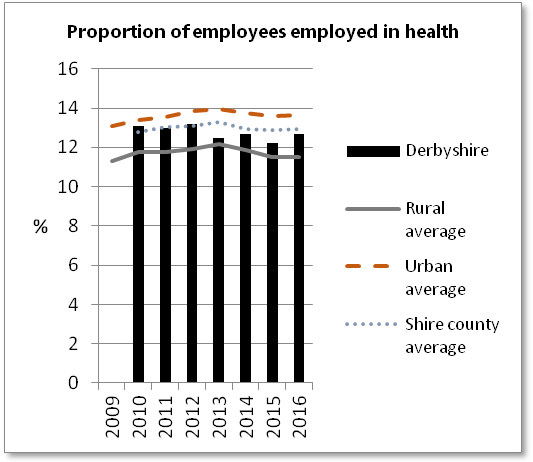 Proportion of employees employed in health
16
14
12
10
8
6
4
2
0
%
2009
2010
2011
2012
2013
2014
2015
2016
Derbyshire
Rural
average
Urban
average
Shire county
average